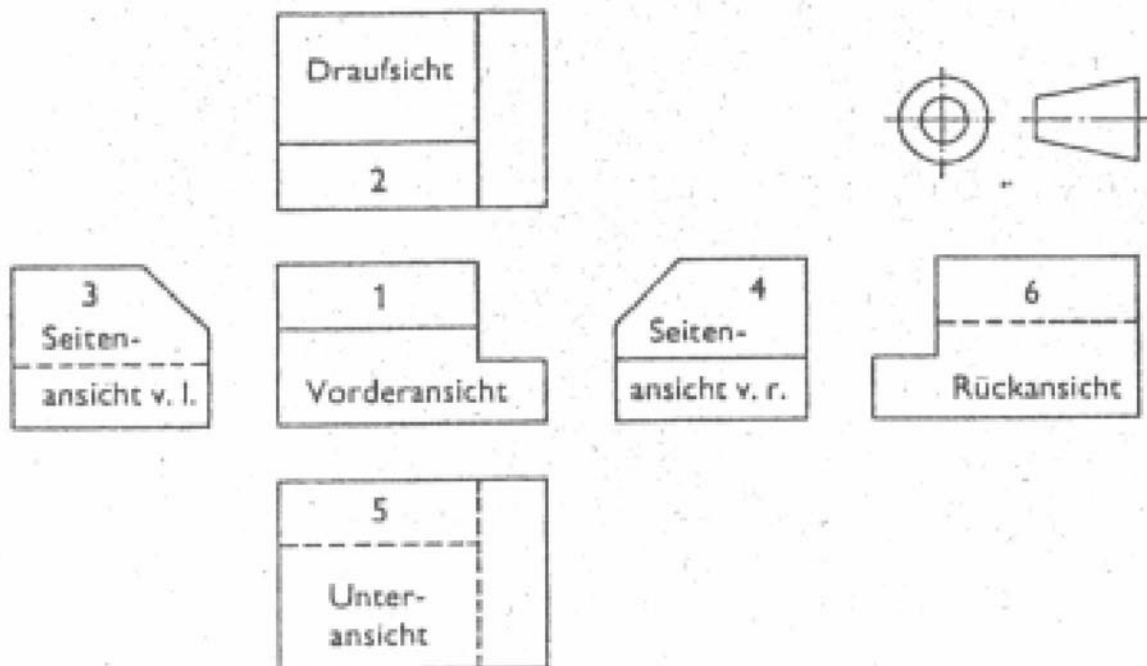 Draufsicht
2
3
Seiten-
ansicht v. l.
1
Vorderansicht
4
Seiten-
ansicht v. r.
6
Rückansicht
5
Unter-
ansicht